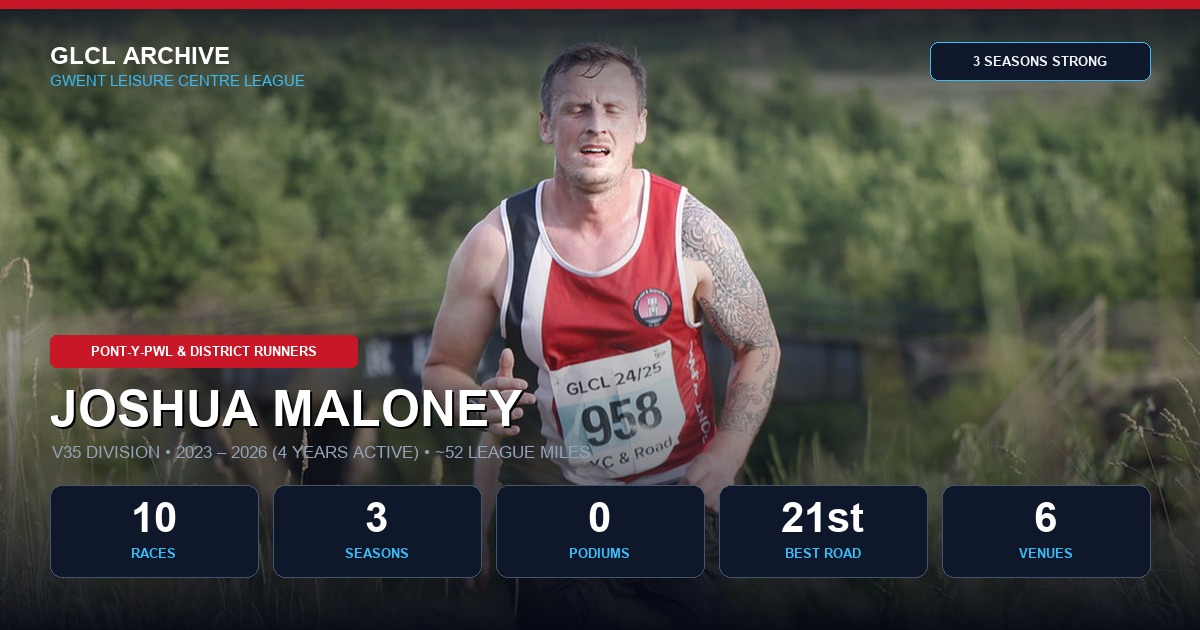 GLCL ARCHIVE
GWENT LEISURE CENTRE LEAGUE
3 SEASONS STRONG
GLCL 24/25
958
XC & Road
PONT-Y-PWL & DISTRICT RUNNERS
JOSHUA MALONEY
V35 DIVISION • 2023 – 2026 (4 YEARS ACTIVE) • ~52 LEAGUE MILES
10
RACES
3
SEASONS
0
PODIUMS
21st
BEST ROAD
6
VENUES